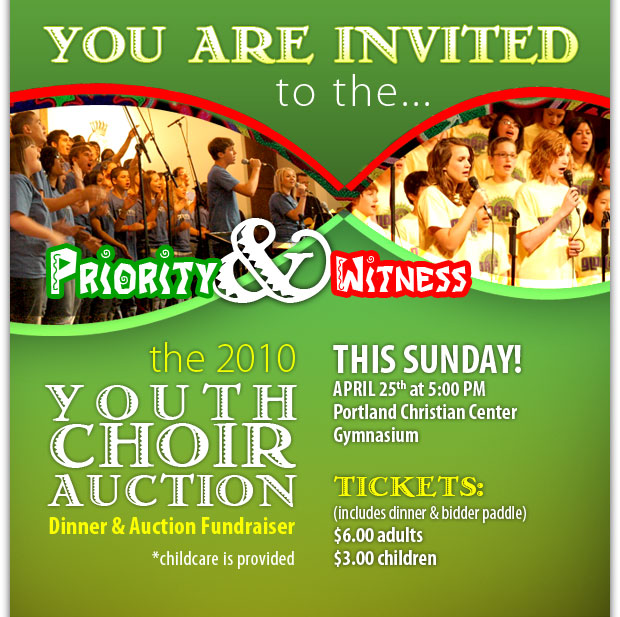 YOU ARE INVITED
to the...
PRIORITY & WITNESS
the 2010
YOUTH
CHOIR
AUCTION
Dinner & Auction Fundraiser
*childcare is provided
THIS SUNDAY!
APRIL 25th at 5:00 PM
Portland Christian Center
Gymnasium
TICKETS:
(includes dinner & bidder paddle)
$6.00 adults
$3.00 children